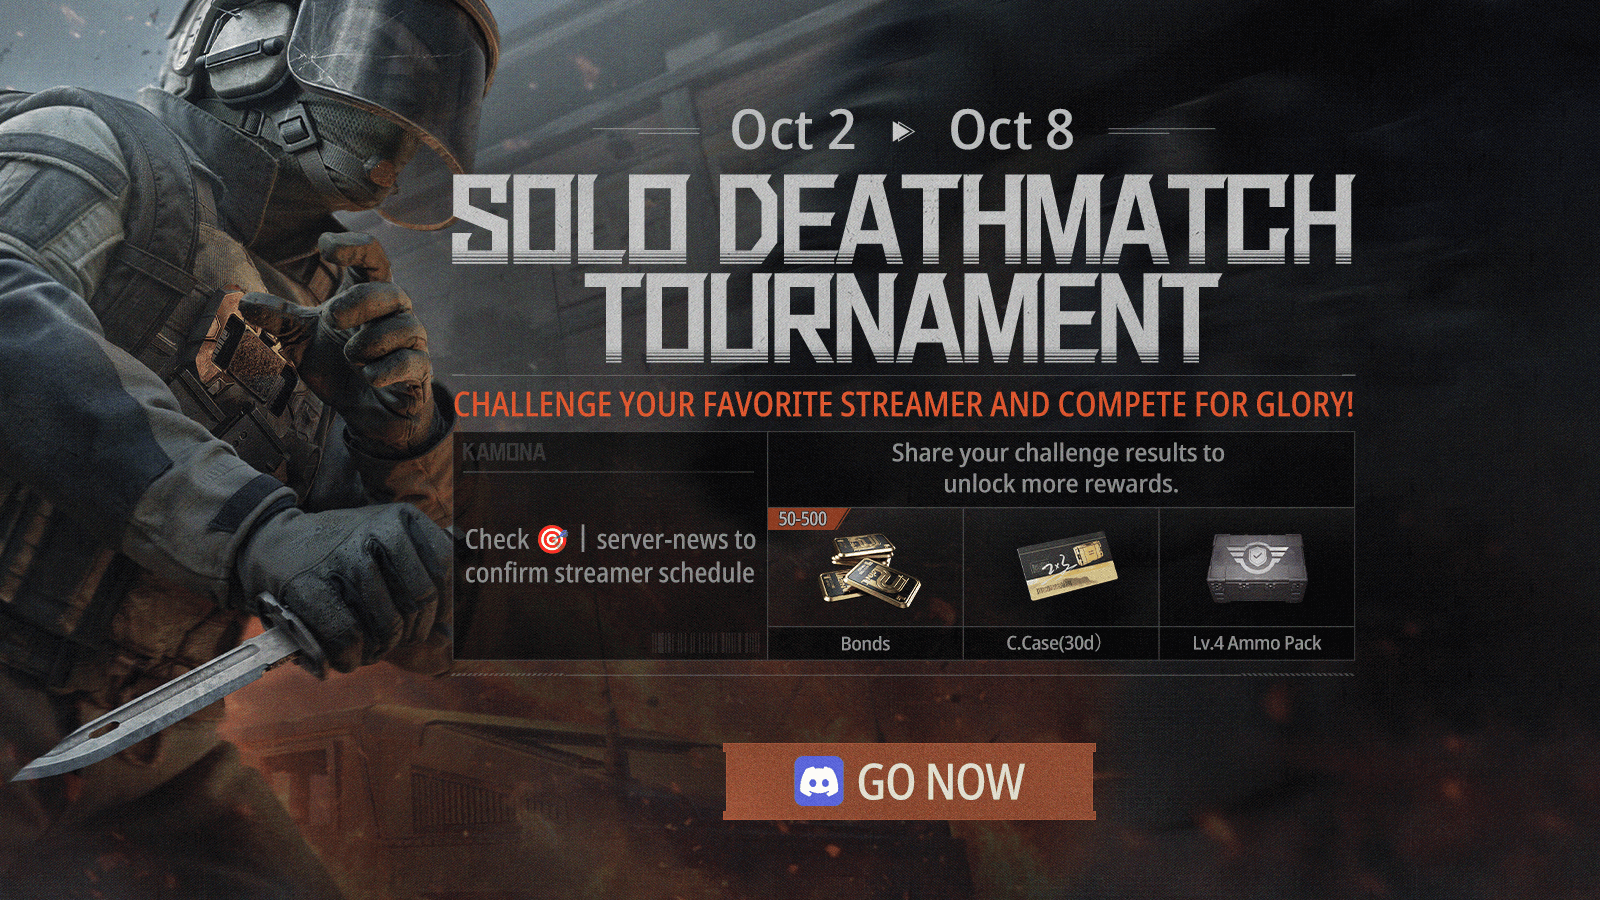 Oct 2 Oct 8
SOLO DEATHMATCH
TOURNAMENT
CHALLENGE YOUR FAVORITE STREAMER AND COMPETE FOR GLORY!
KAMONA
Check 🎯 | server-news to
confirm streamer schedule
Share your challenge results to
unlock more rewards.
50-500
Bonds
C.Case(30d)
Lv.4 Ammo Pack
GO NOW